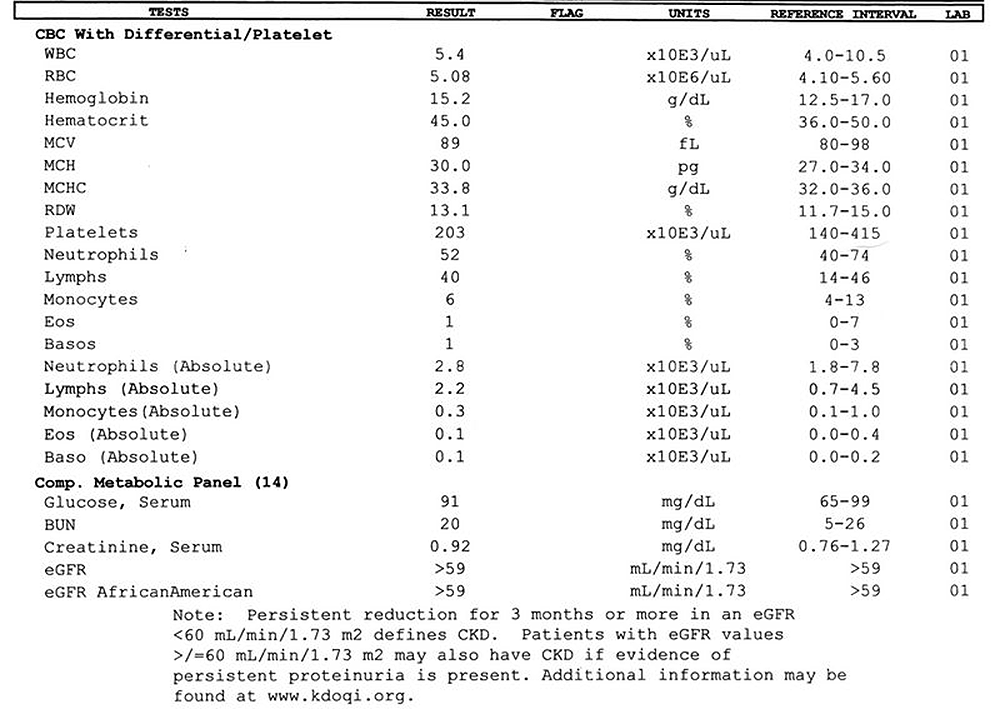 TESTS RESULT FLAG UNITS REFERENCE INTERVAL LAB
CBC With Differential/Platelet
WBC 5.4 x10E3/uL 4.0-10.5 01
RBC 5.08 x10E6/uL 4.10-5.60 01
Hemoglobin 15.2 g/dL 12.5-17.0 01
Hematocrit 45.0 % 36.0-50.0 01
MCV 89 fL 80-98 01
MCH 30.0 pg 27.0-34.0 01
MCHC 33.8 g/dL 32.0-36.0 01
RDW 13.1 % 11.7-15.0 01
Platelets 203 x10E3/uL 140-415 01
Neutrophils 52 % 40-74 01
Lymphs 40 % 14-46 01
Monocytes 6 % 4-13 01
Eos 1 % 0-7 01
Basos 1 % 0-3 01
Neutrophils (Absolute) 2.8 x10E3/uL 1.8-7.8 01
Lymphs (Absolute) 2.2 x10E3/uL 0.7-4.5 01
Monocytes(Absolute) 0.3 x10E3/uL 0.1-1.0 01
Eos (Absolute) 0.1 x10E3/uL 0.0-0.4 01
Baso (Absolute) 0.1 x10E3/uL 0.0-0.2 01
Comp. Metabolic Panel (14)
Glucose, Serum 91 mg/dL 65-99 01
BUN 20 mg/dL 5-26 01
Creatinine, Serum 0.92 mg/dL 0.76-1.27 01
eGFR >59 mL/min/1.73 >59 01
eGFR AfricanAmerican >59 mL/min/1.73 >59 01
Note: Persistent reduction for 3 months or more in an eGFR
<60 mL/min/1.73 m2 defines CKD. Patients with eGFR values
>/=60 mL/min/1.73 m2 may also have CKD if evidence of
persistent proteinuria is present. Additional information may be
found at www.kdoqi.org.